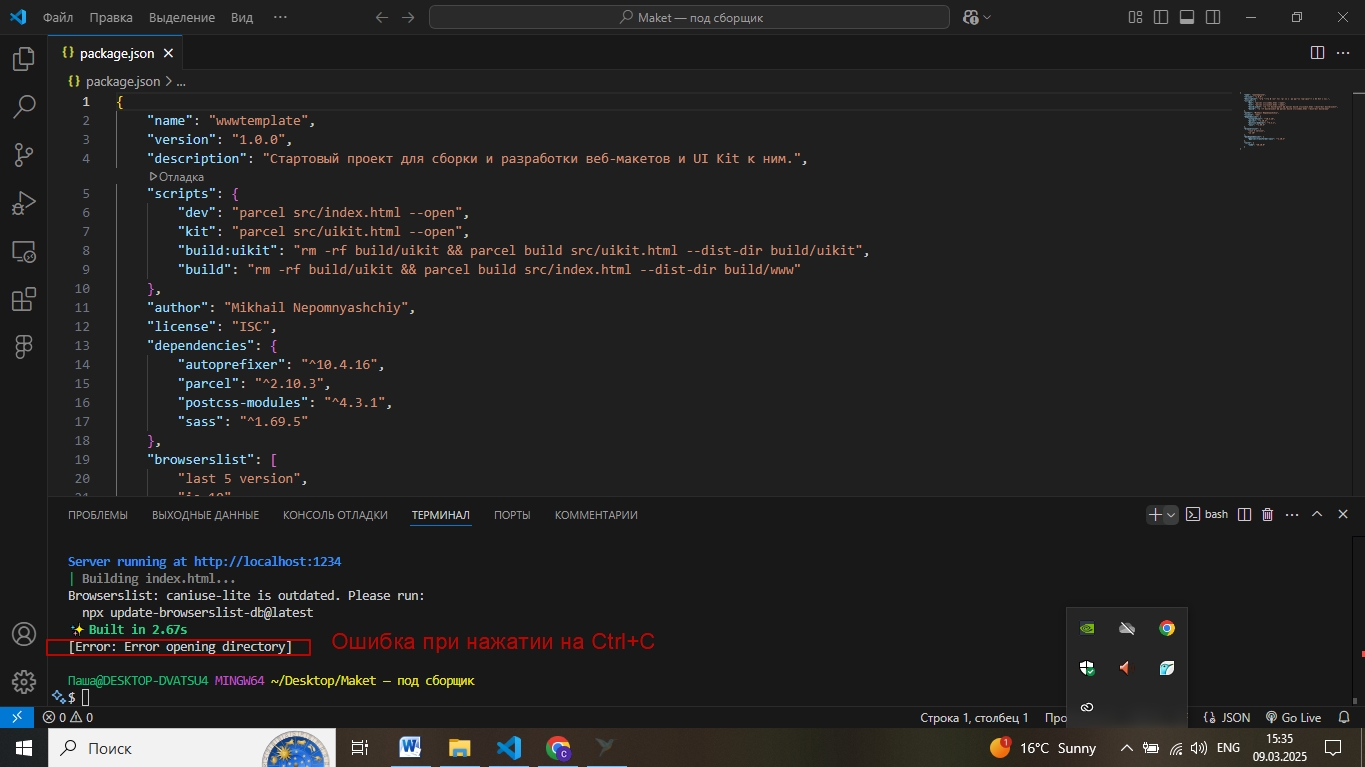 Файл Правка Выделение Вид ···
Maket — под сборщик
{} package.json ×
{} package.json > ...
1 {
2 "name": "wwwtemplate",
3 "version": "1.0.0",
4 "description": "Стартовый проект для сборки и разработки веб-макетов и UI Kit к ним.",
Отладка
5 "scripts": {
6 "dev": "parcel src/index.html --open",
7 "kit": "parcel src/uikit.html --open",
8 "build:uikit": "rm -rf build/uikit && parcel build src/uikit.html --dist-dir build/uikit",
9 "build": "rm -rf build/uikit && parcel build src/index.html --dist-dir build/www"
10 },
11 "author": "Mikhail Nepomnyashchiy",
12 "license": "ISC",
13 "dependencies": {
14 "autoprefixer": "^10.4.16",
15 "parcel": "^2.10.3",
16 "postcss-modules": "^4.3.1",
17 "sass": "^1.69.5"
18 },
19 "browserslist": [
20 "last 5 version",
21 "ie 10"
ПРОБЛЕМЫ ВЫХОДНЫЕ ДАННЫЕ КОНСОЛЬ ОТЛАДКИ ТЕРМИНАЛ ПОРТЫ КОММЕНТАРИИ
bash
Server running at http://localhost:1234
| Building index.html...
Browserslist: caniuse-lite is outdated. Please run:
npx update-browserslist-db@latest
✨ Built in 2.67s
[Error: Error opening directory]
Ошибка при нажатии на Ctrl+C
Паша@DESKTOP-DVATSU4 MINGW64 ~/Desktop/Maket — под сборщик
$
0 0
Строка 1, столбец 1 Про
{} JSON
Go Live
Поиск
16°C Sunny
ENG
15:35
09.03.2025